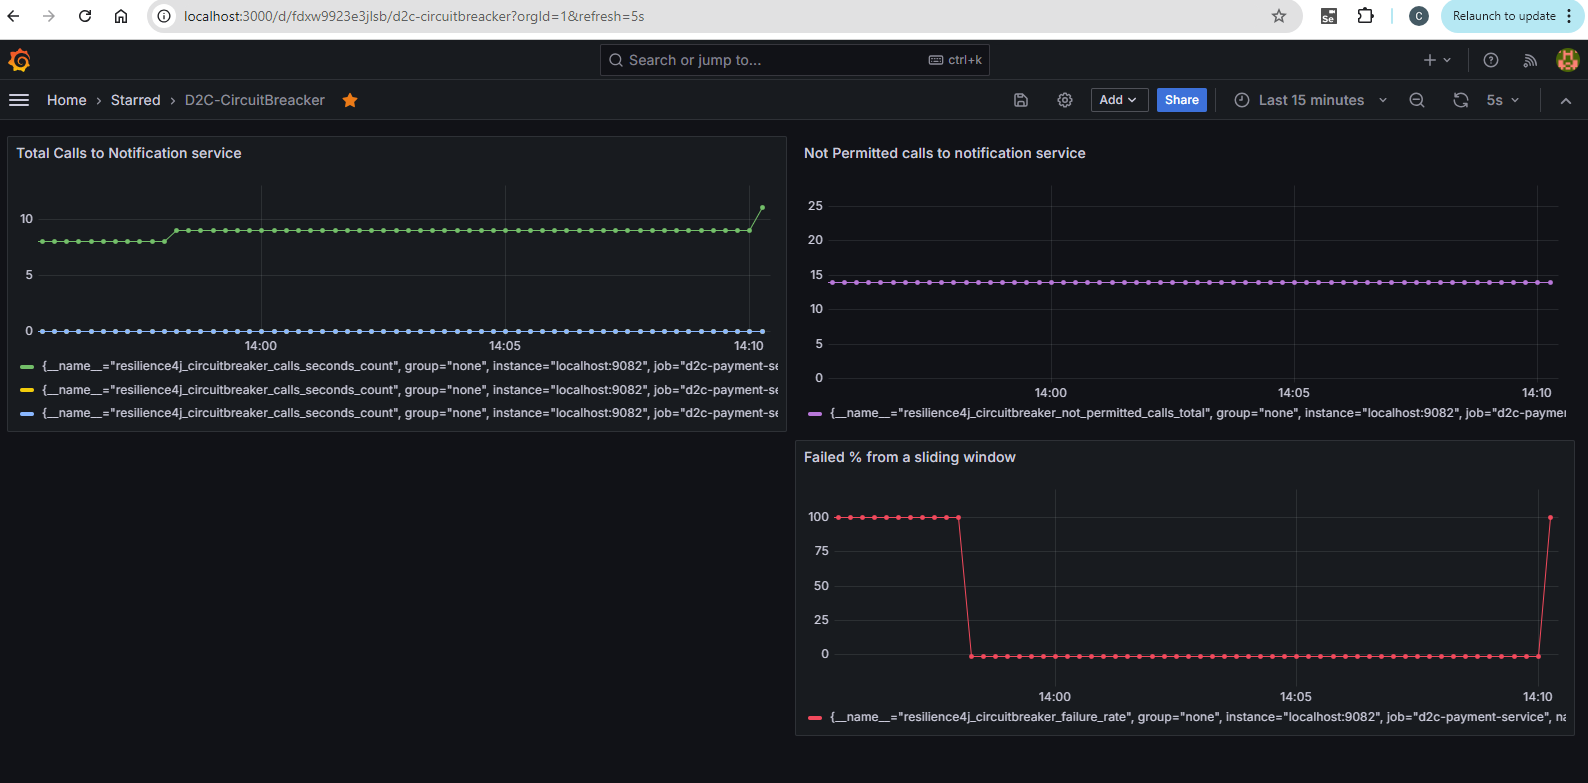 localhost:3000/d/fdxw9923e3jlsb/d2c-circuitbreacker?orgId=1&refresh=5s
Se
C
Relaunch to update
Search or jump to...
ctrl+k
Home › Starred › D2C-CircuitBreacker
Add
Share
Last 15 minutes
5s
Total Calls to Notification service
10
5
0
14:00 14:05 14:10
{__name__="resilience4j_circuitbreaker_calls_seconds_count", group="none", instance="localhost:9082", job="d2c-payment-se
{__name__="resilience4j_circuitbreaker_calls_seconds_count", group="none", instance="localhost:9082", job="d2c-payment-se
{__name__="resilience4j_circuitbreaker_calls_seconds_count", group="none", instance="localhost:9082", job="d2c-payment-se
Not Permitted calls to notification service
25
20
15
10
5
0
14:00 14:05 14:10
{__name__="resilience4j_circuitbreaker_not_permitted_calls_total", group="none", instance="localhost:9082", job="d2c-paymen
Failed % from a sliding window
100
75
50
25
0
14:00 14:05 14:10
{__name__="resilience4j_circuitbreaker_failure_rate", group="none", instance="localhost:9082", job="d2c-payment-service", na